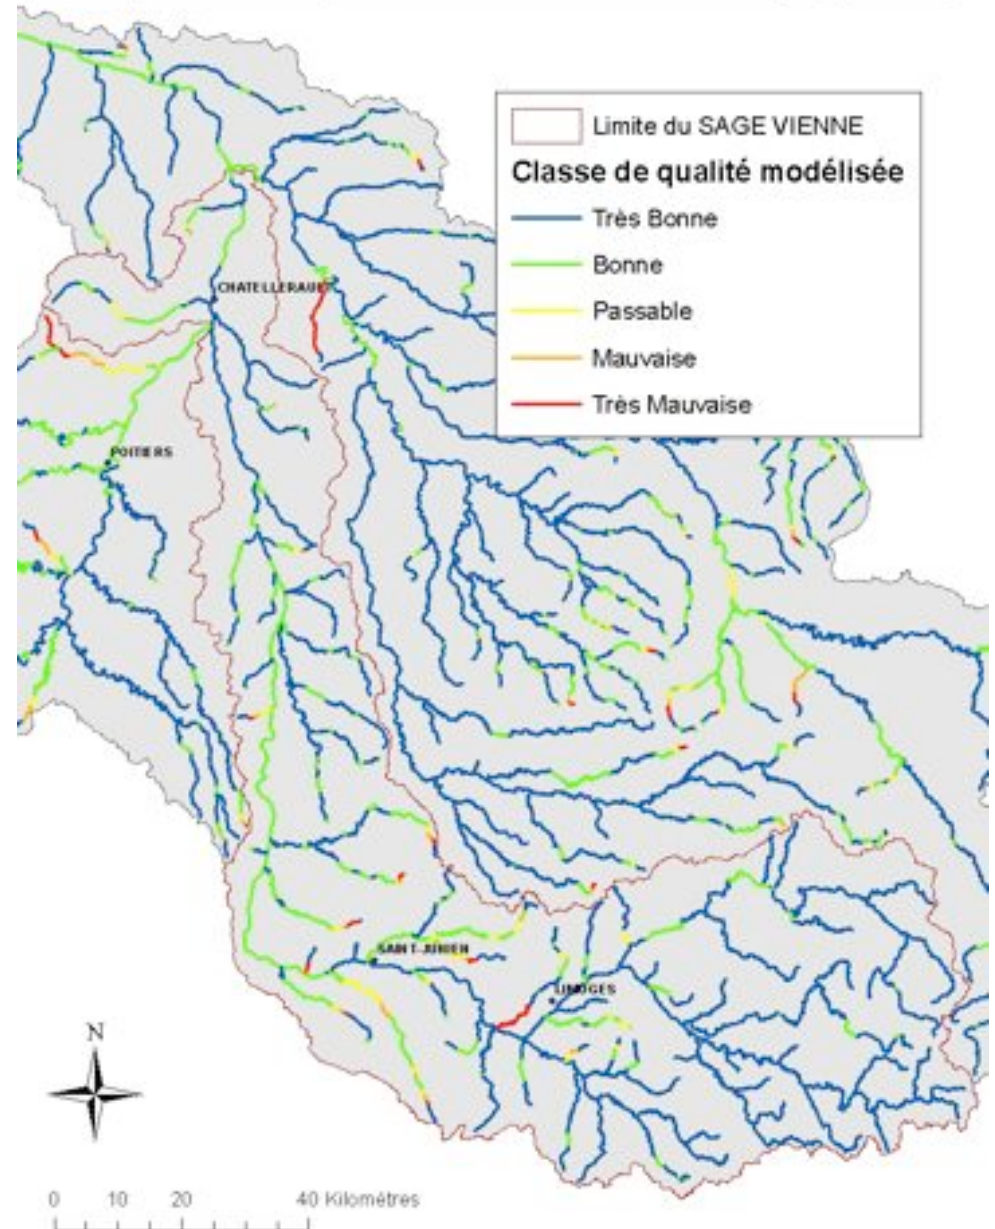 Limite du SAGE VIENNE
Classe de qualité modélisée
Très Bonne
Bonne
Passable
Mauvaise
Très Mauvaise
CHATELLERAULT
POITIERS
SAINT-JUNIEN
LIMOGES
N
0 10 20 40 Kilomètres